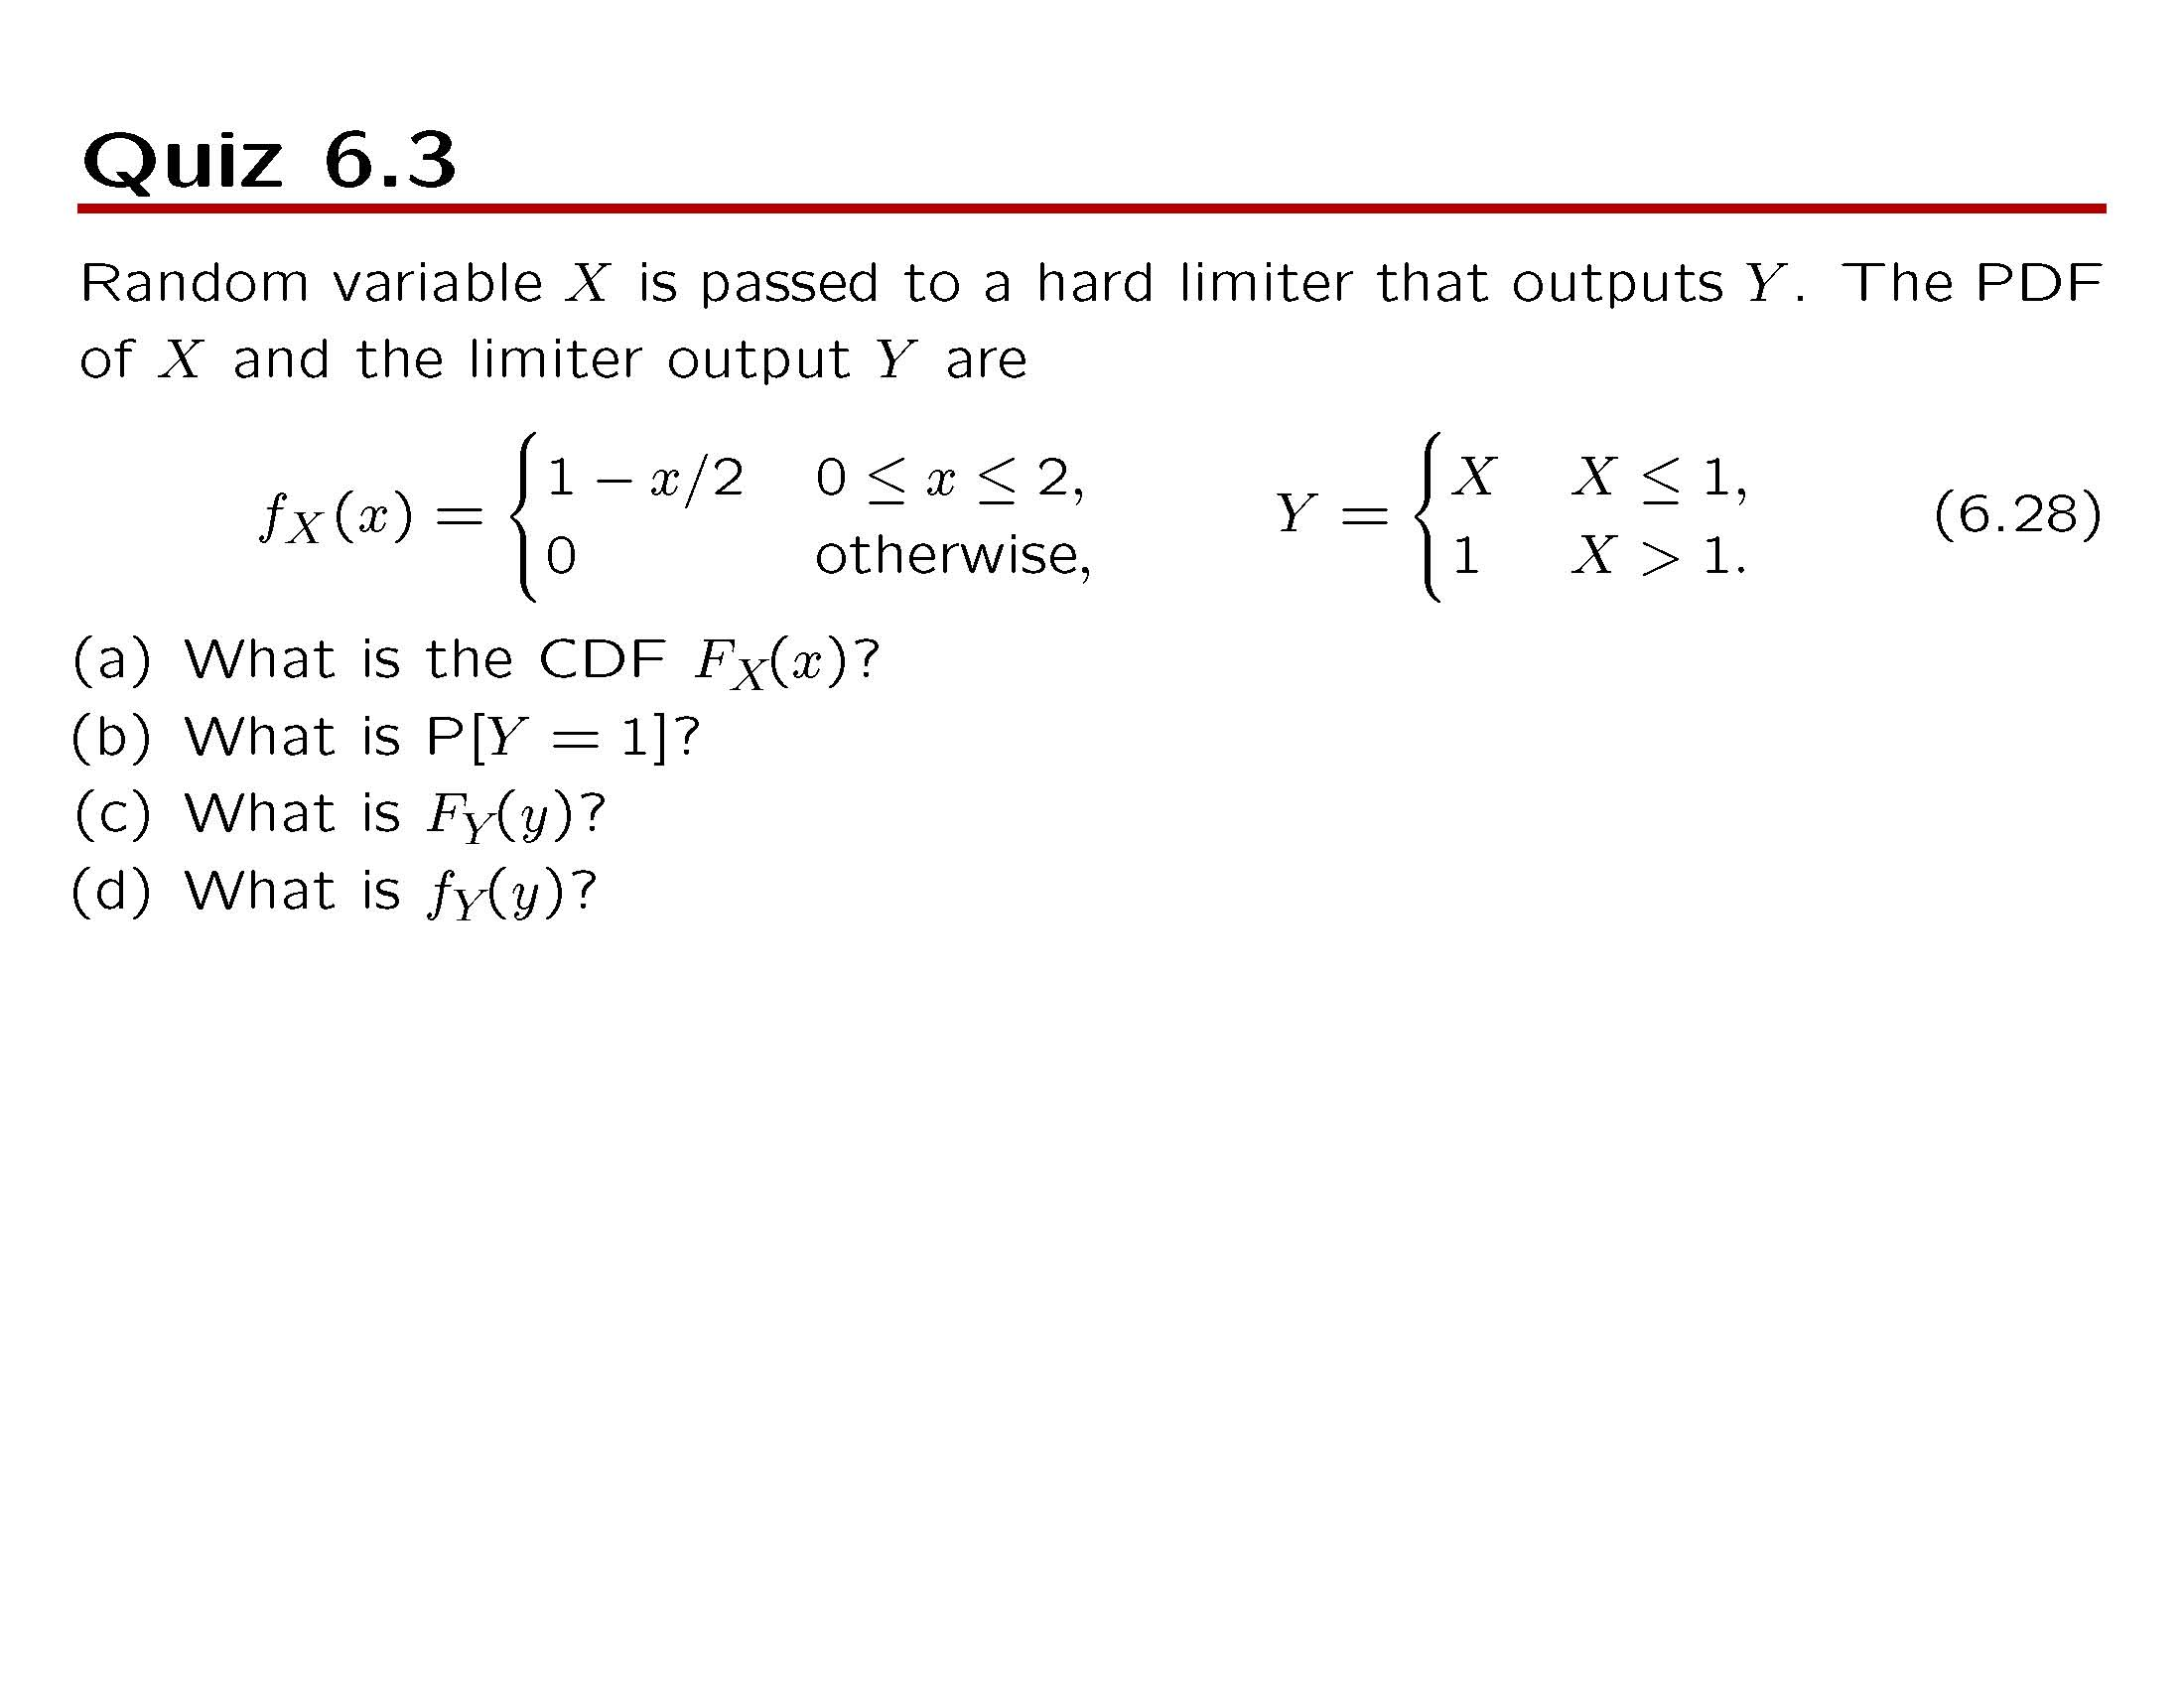 Quiz 6.3
Random variable X is passed to a hard limiter that outputs Y. The PDF
of X and the limiter output Y are
f_X(x) = { 1 − x/2   0 ≤ x ≤ 2,   0   otherwise,   Y = { X   X ≤ 1,   1   X > 1.   (6.28)
(a) What is the CDF F_X(x)?
(b) What is P[Y = 1]?
(c) What is F_Y(y)?
(d) What is f_Y(y)?